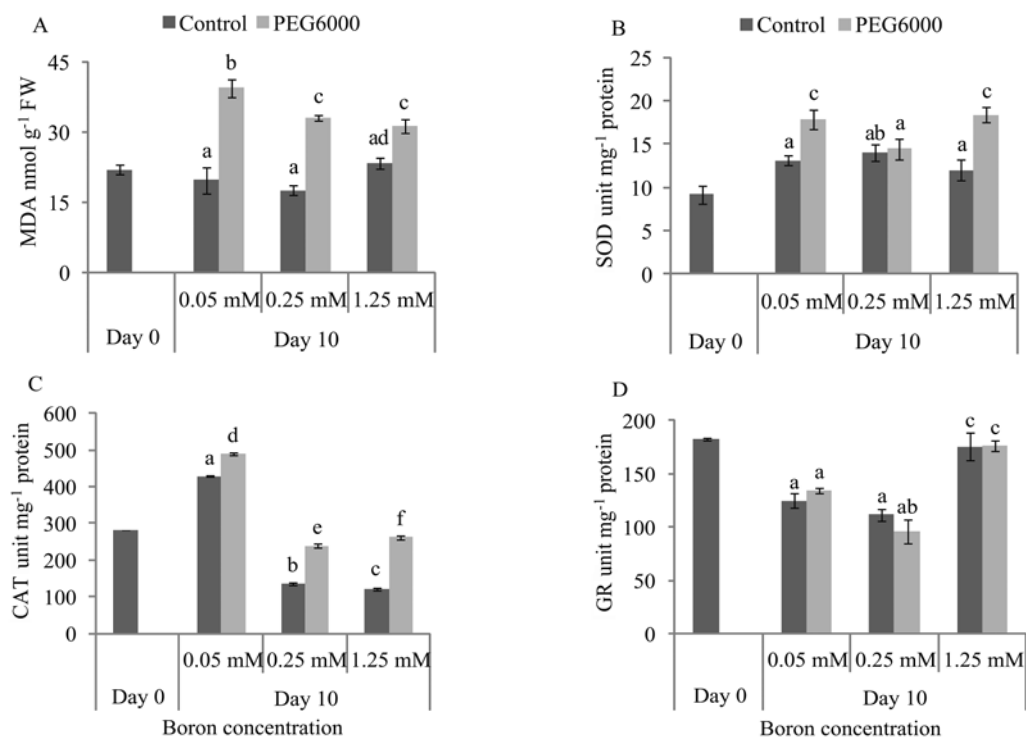 A
Control PEG6000
MDA nmol g⁻¹ FW
45
30
15
0
b
a
c
a
ad
c
0.05 mM 0.25 mM 1.25 mM
Day 0 Day 10
B
Control PEG6000
SOD unit mg⁻¹ protein
25
20
15
10
5
0
a
c
ab
a
a
c
0.05 mM 0.25 mM 1.25 mM
Day 0 Day 10
C
CAT unit mg⁻¹ protein
600
500
400
300
200
100
0
a
d
b
e
c
f
0.05 mM 0.25 mM 1.25 mM
Day 0 Day 10
Boron concentration
D
GR unit mg⁻¹ protein
200
150
100
50
0
a
a
a
ab
c
c
0.05 mM 0.25 mM 1.25 mM
Day 0 Day 10
Boron concentration